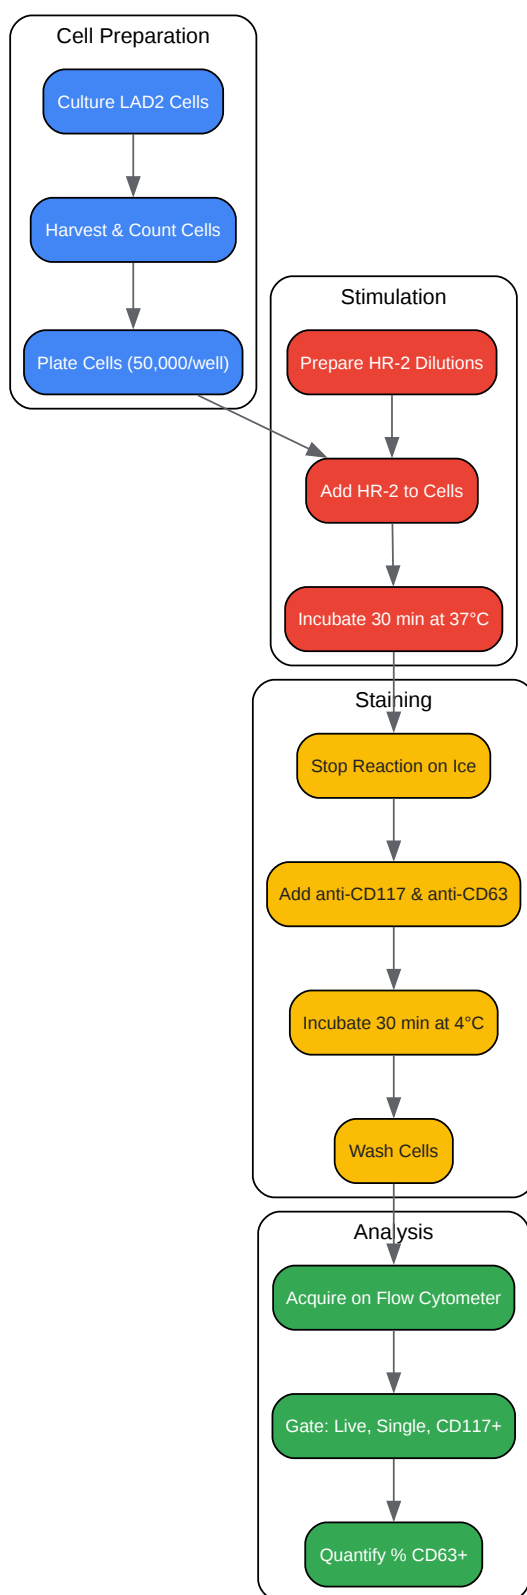 Cell Preparation
Culture LAD2 Cells
Harvest & Count Cells
Plate Cells (50,000/well)
Stimulation
Prepare HR-2 Dilutions
Add HR-2 to Cells
Incubate 30 min at 37°C
Staining
Stop Reaction on Ice
Add anti-CD117 & anti-CD63
Incubate 30 min at 4°C
Wash Cells
Analysis
Acquire on Flow Cytometer
Gate: Live, Single, CD117+
Quantify % CD63+